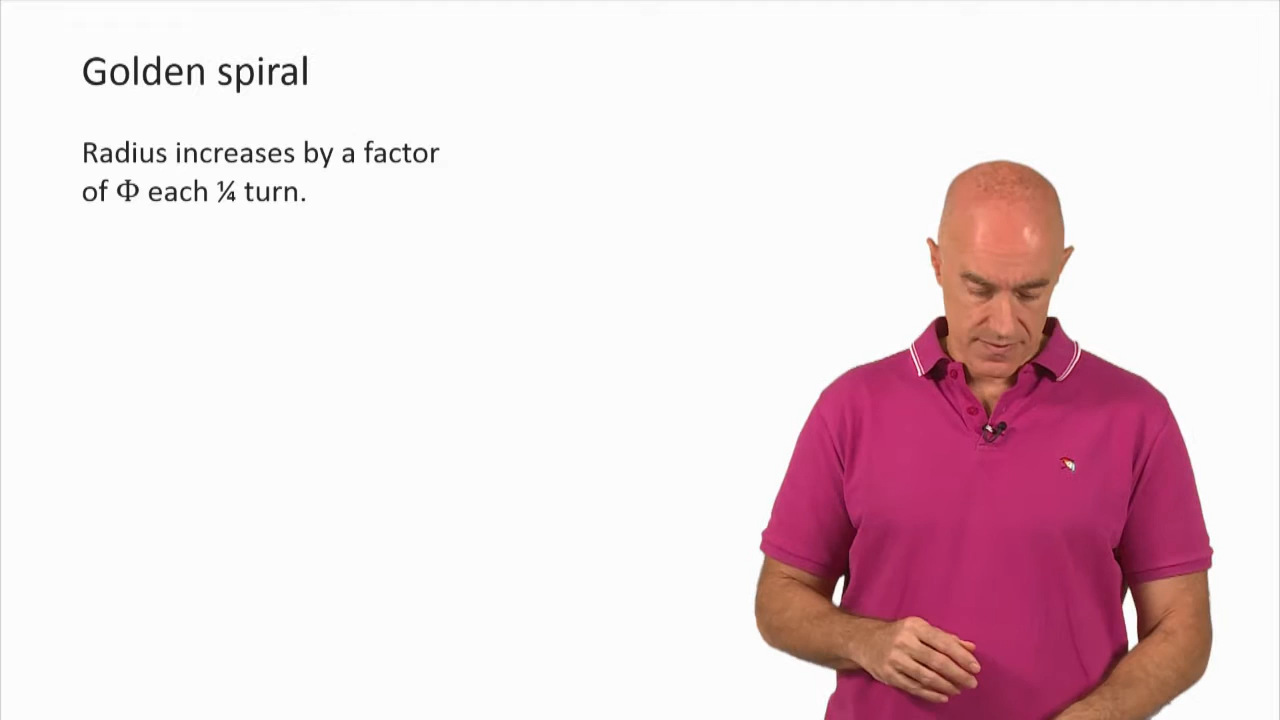 Golden spiral
Radius increases by a factor
of Φ each ¼ turn.